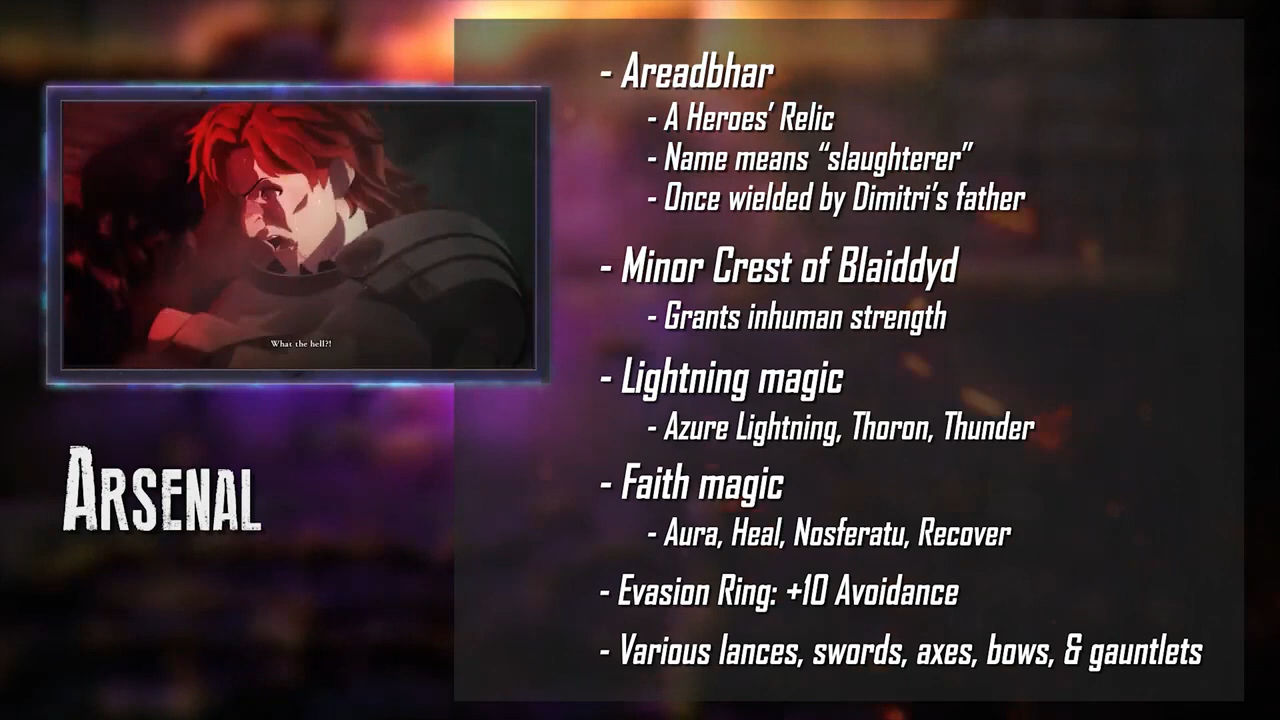 - Areadbhar
- A Heroes' Relic
- Name means “slaughterer”
- Once wielded by Dimitri's father
- Minor Crest of Blaiddyd
- Grants inhuman strength
- Lightning magic
- Azure Lightning, Thoron, Thunder
- Faith magic
- Aura, Heal, Nosferatu, Recover
- Evasion Ring: +10 Avoidance
- Various lances, swords, axes, bows, & gauntlets
What the hell?!
Arsenal